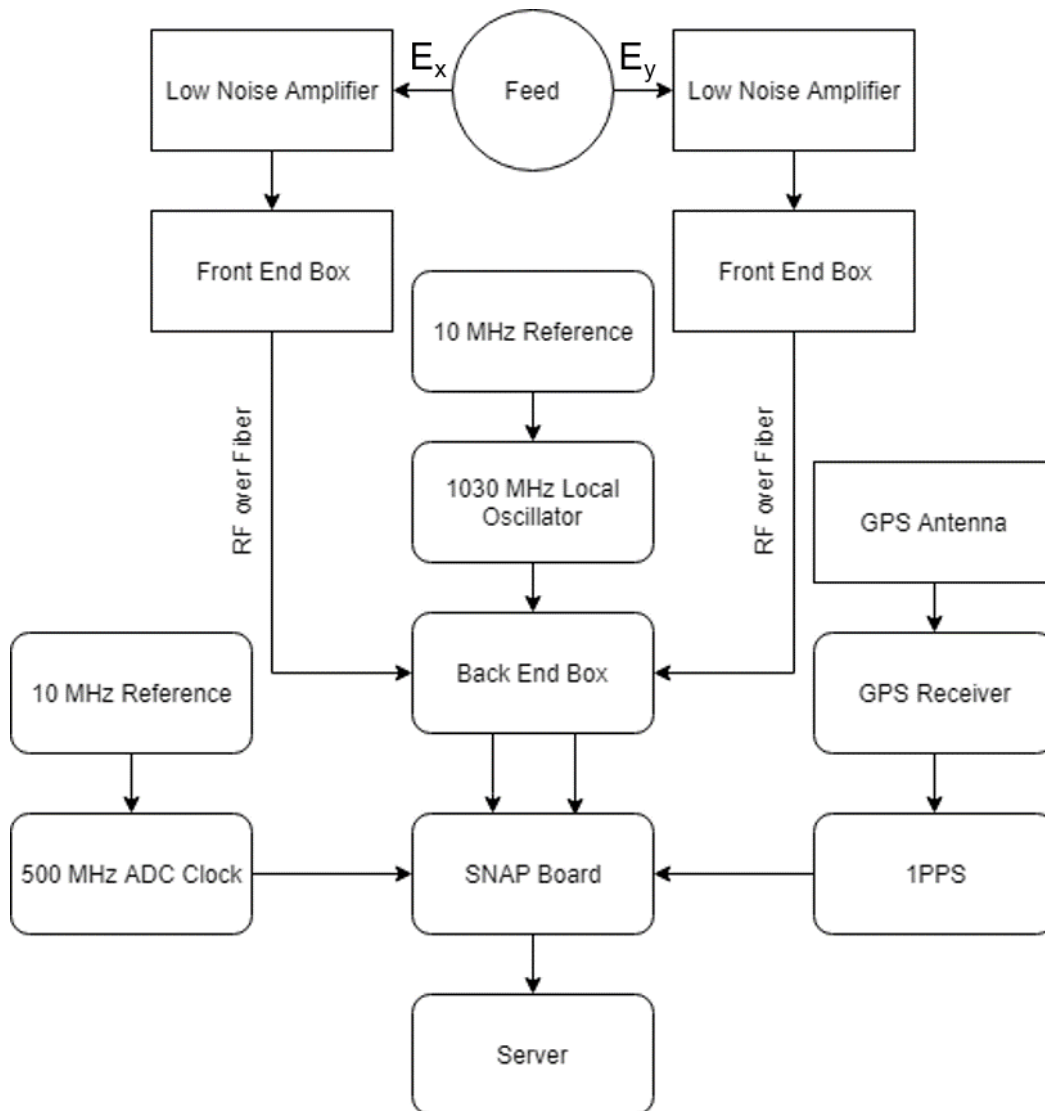 Low Noise Amplifier
Ex
Feed
Ey
Low Noise Amplifier
Front End Box
Front End Box
10 MHz Reference
RF over Fiber
1030 MHz Local
Oscillator
RF over Fiber
GPS Antenna
10 MHz Reference
Back End Box
GPS Receiver
500 MHz ADC Clock
SNAP Board
1PPS
Server